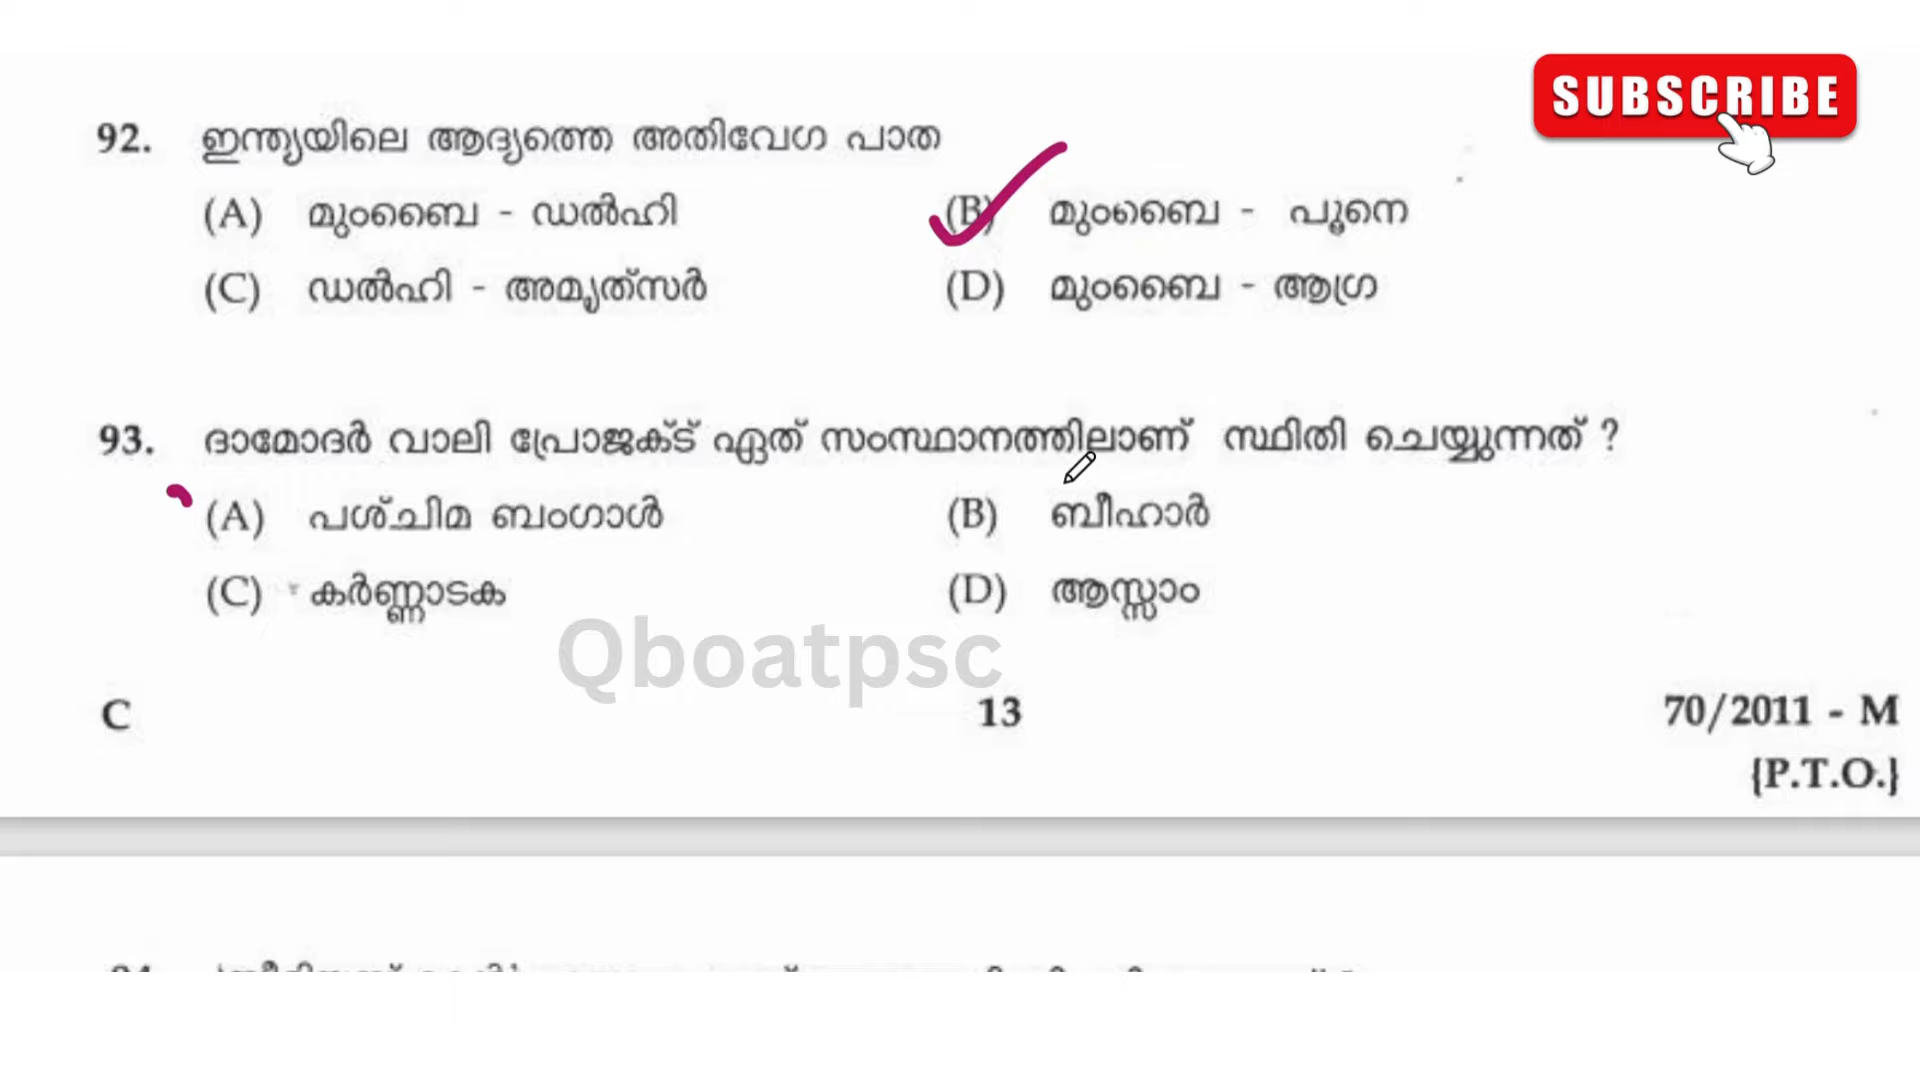 SUBSCRIBE
92. ഇന്ത്യയിലെ ആദ്യത്തെ അതിവേഗ പാത
(A) മുംബൈ - ഡൽഹി (B) മുംബൈ - പൂനെ
(C) ഡൽഹി - അമൃത്സർ (D) മുംബൈ - ആഗ്ര
93. ദാമോദർ വാലി പ്രോജക്ട് ഏത് സംസ്ഥാനത്തിലാണ് സ്ഥിതി ചെയ്യുന്നത് ?
(A) പശ്ചിമ ബംഗാൾ (B) ബീഹാർ
(C) കർണ്ണാടക (D) ആസ്സാം
Qboatpsc
C 13 70/2011 - M
{P.T.O.}